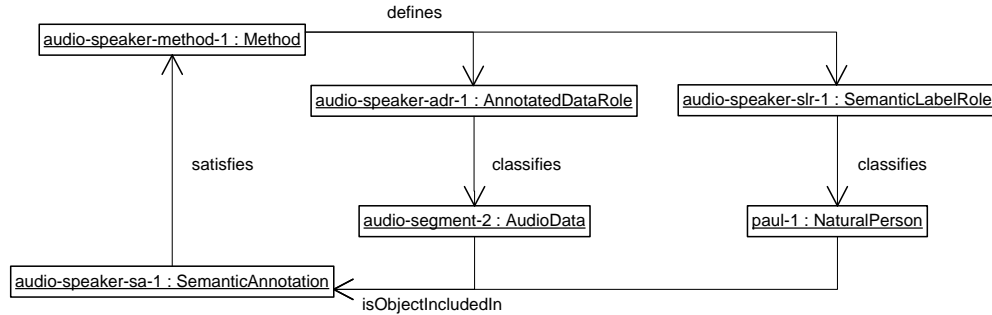 defines
audio-speaker-method-1 : Method
audio-speaker-adr-1 : AnnotatedDataRole
audio-speaker-slr-1 : SemanticLabelRole
satisfies
classifies
classifies
audio-segment-2 : AudioData
paul-1 : NaturalPerson
audio-speaker-sa-1 : SemanticAnnotation
isObjectIncludedIn